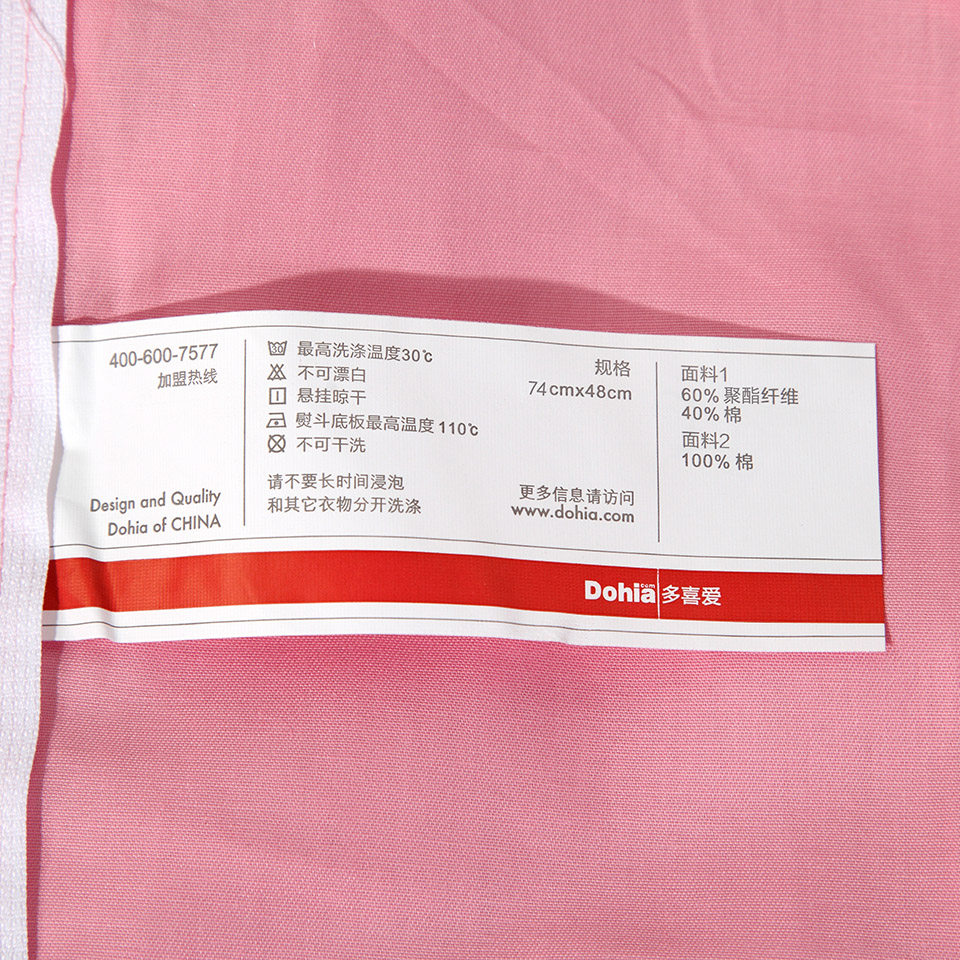 400-600-7577
加盟热线
Design and Quality
Dohia of CHINA
30
最高洗涤温度30℃
不可漂白
悬挂晾干
熨斗底板最高温度110℃
不可干洗
请不要长时间浸泡
和其它衣物分开洗涤
规格
74cmx48cm
更多信息请访问
www.dohia.com
面料1
60% 聚酯纤维
40% 棉
面料2
100% 棉
Dohia.com 多喜爱